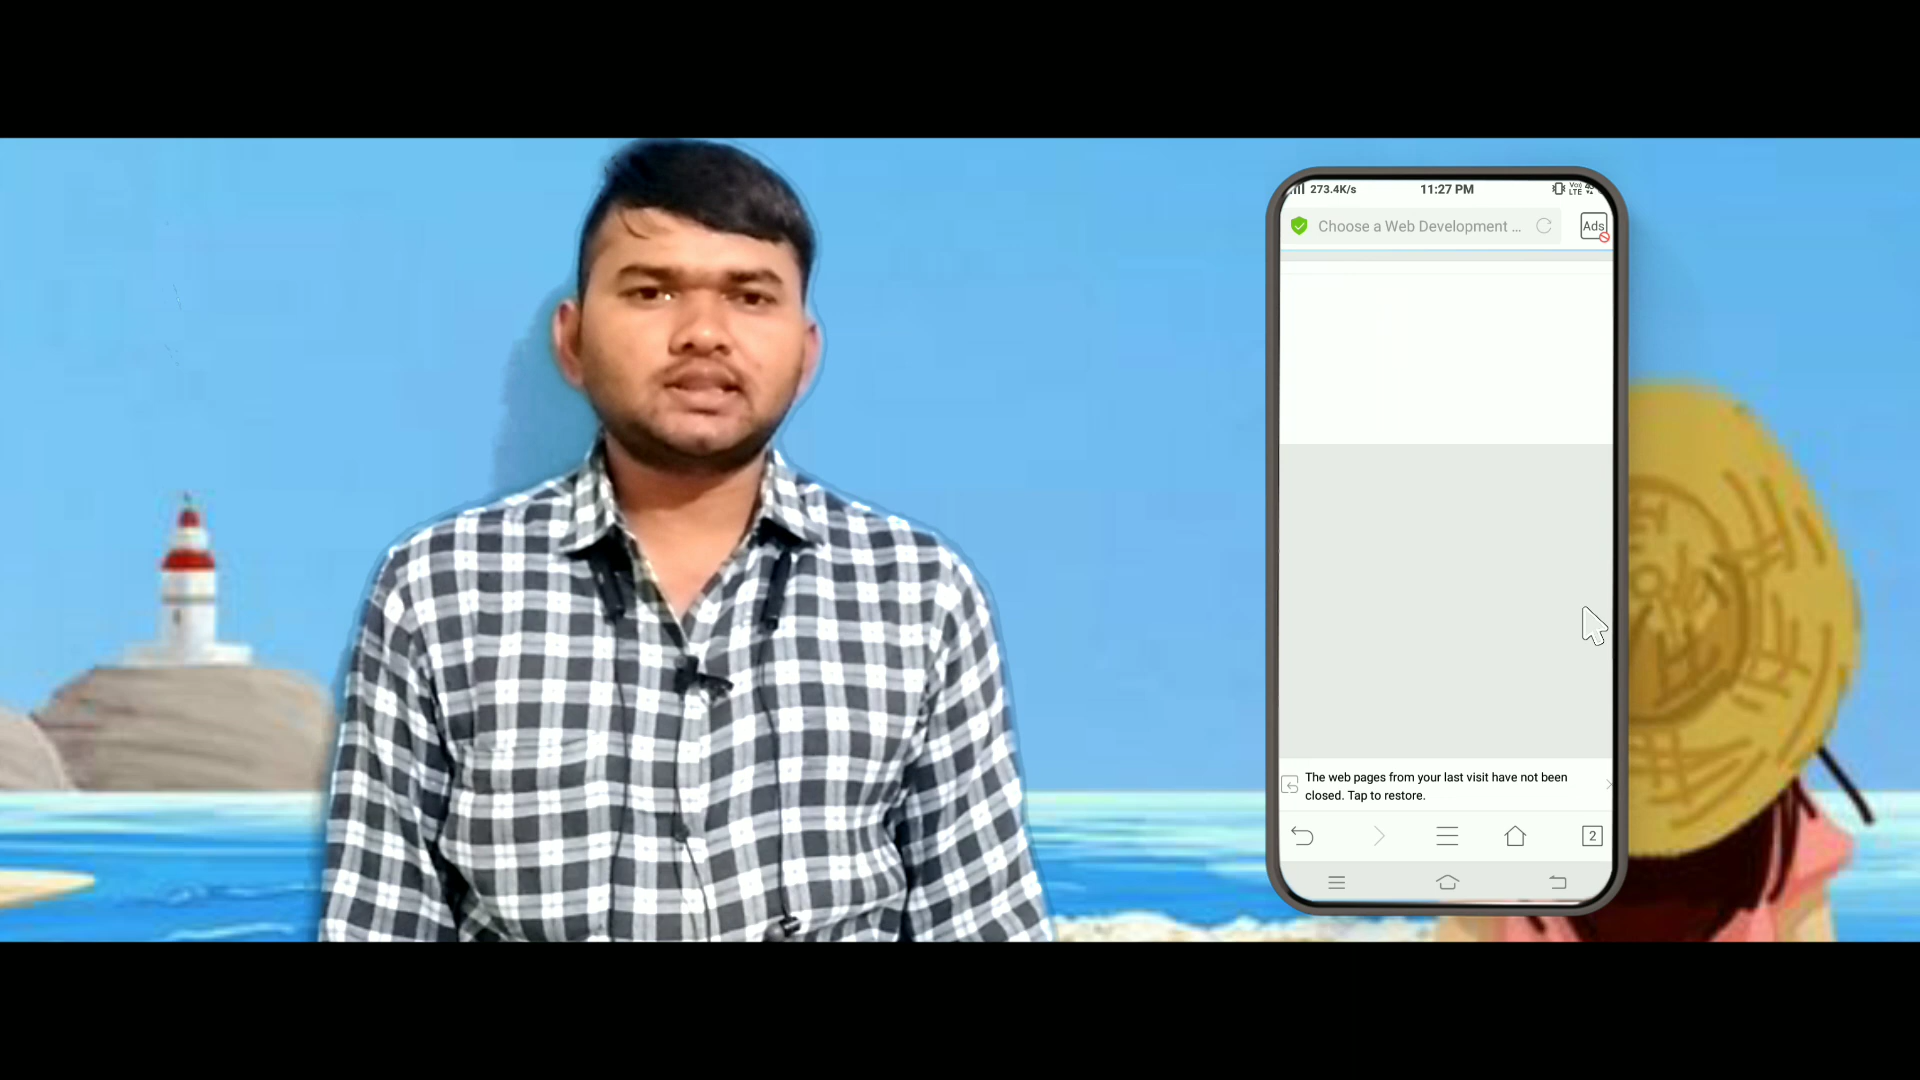 273.4K/s
11:27 PM
Choose a Web Development ...
Ads
The web pages from your last visit have not been
closed. Tap to restore.
2